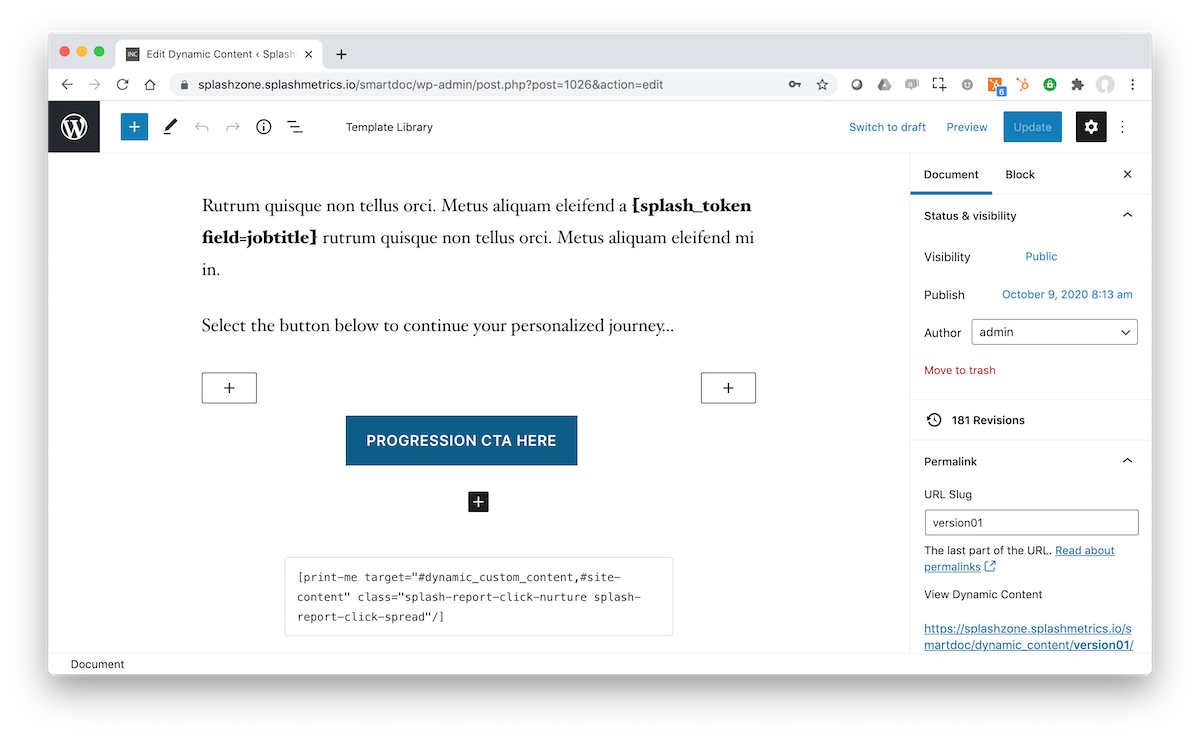 INC Edit Dynamic Content ‹ Splash
splashzone.splashmetrics.io/smartdoc/wp-admin/post.php?post=1026&action=edit
6
Template Library
Switch to draft
Preview
Update
Rutrum quisque non tellus orci. Metus aliquam eleifend a [splash_token
field=jobtitle] rutrum quisque non tellus orci. Metus aliquam eleifend mi
in.
Select the button below to continue your personalized journey...
PROGRESSION CTA HERE
[print-me target="#dynamic_custom_content,#site-
content" class="splash-report-click-nurture splash-
report-click-spread"/]
Document
Block
Status & visibility
Visibility
Public
Publish
October 9, 2020 8:13 am
Author
admin
Move to trash
181 Revisions
Permalink
URL Slug
version01
The last part of the URL. Read about
permalinks
View Dynamic Content
https://splashzone.splashmetrics.io/s
martdoc/dynamic_content/version01/
Document